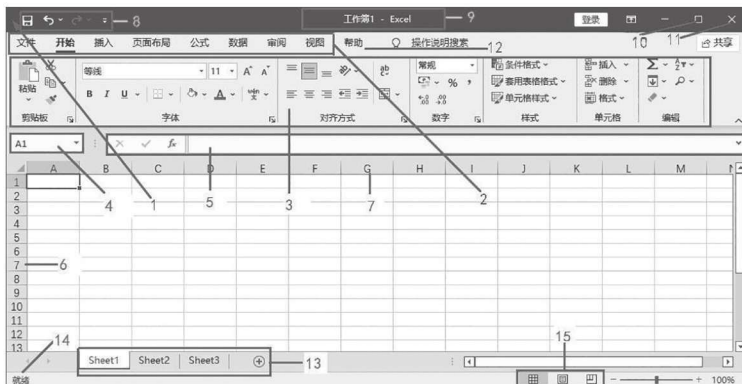 8 工作簿1 - Excel 9 登录 10 11
文件 开始 插入 页面布局 公式 数据 审阅 视图 帮助 操作说明搜索 12 共享
粘贴 等线 11 A A 常规 条件格式 插入 Σ
B I U A % 套用表格格式 删除
单元格样式 格式
剪贴板 字体 对齐方式 数字 样式 单元格 编辑
A1 fx
A B C D E F G H I J K L M
4 1 5 3 7 2
1
2
3
4
5
6
7 6
8
9
10
11
12
13
14 Sheet1 Sheet2 Sheet3 13 15
就绪 100%